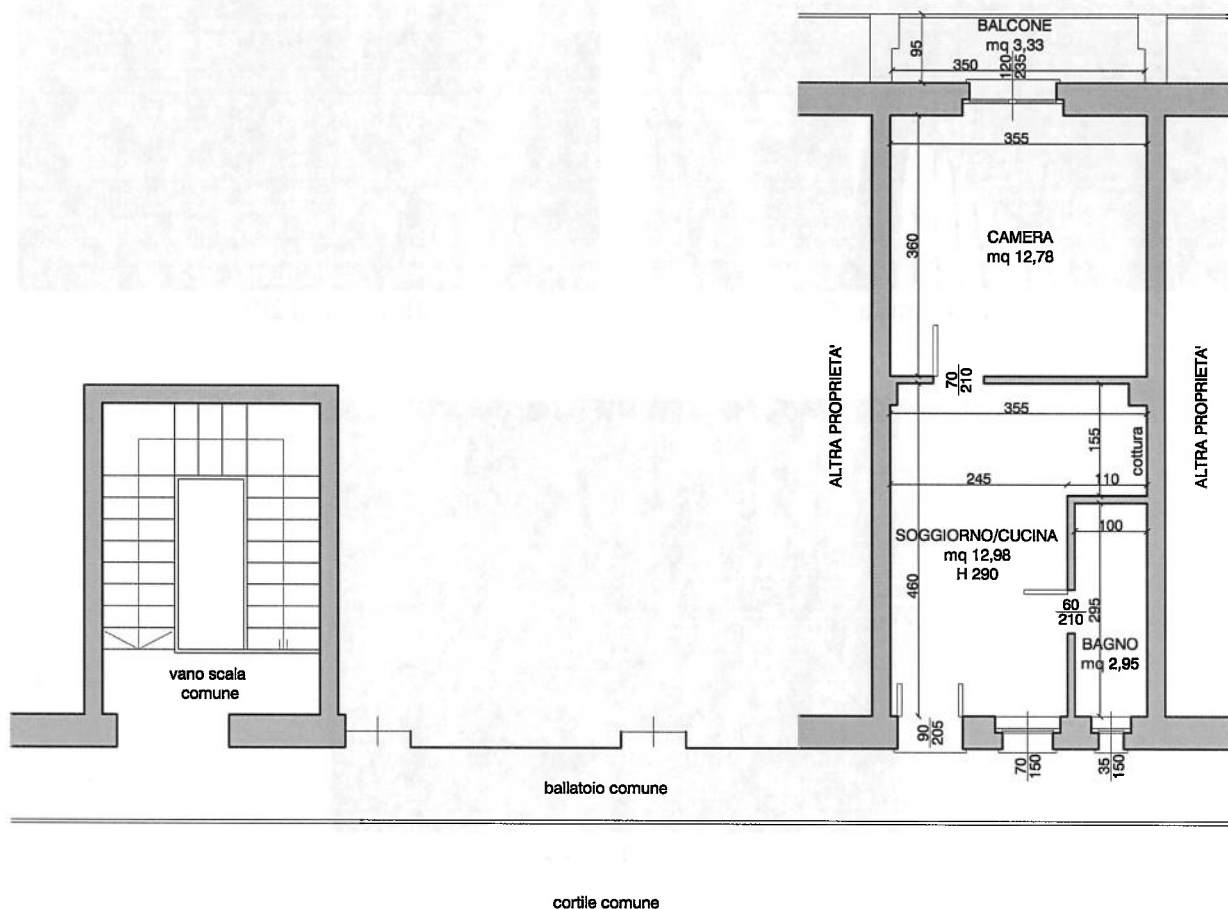 BALCONE
mq 3,33
95
350
120
235
355
360
CAMERA
mq 12,78
ALTRA PROPRIETA'
ALTRA PROPRIETA'
70
210
355
155
cottura
245
110
100
SOGGIORNO/CUCINA
mq 12,98
H 290
460
60
210
295
BAGNO
mq 2,95
vano scala
comune
90
205
70
150
35
150
ballatoio comune
cortile comune